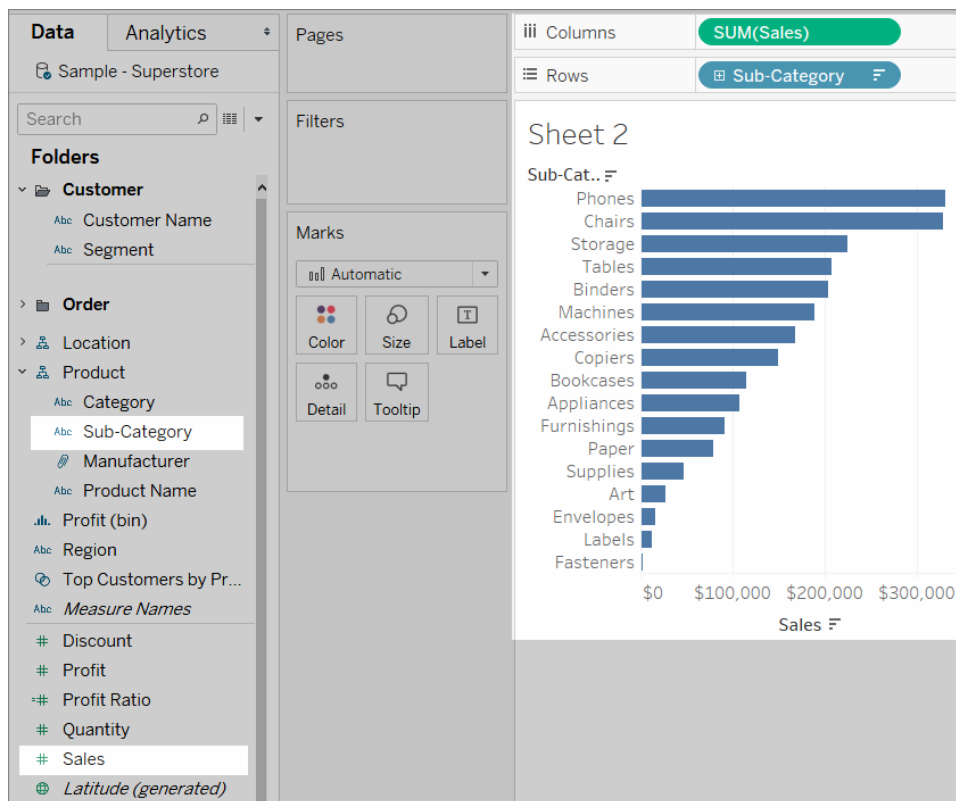 Data
Analytics
Sample - Superstore
Search
Folders
Customer
Abc Customer Name
Abc Segment
Order
Location
Product
Abc Category
Abc Sub-Category
Manufacturer
Abc Product Name
Profit (bin)
Abc Region
Top Customers by Pr...
Abc Measure Names
# Discount
# Profit
=# Profit Ratio
# Quantity
# Sales
Latitude (generated)
Pages
Filters
Marks
Automatic
Color
Size
T
Label
Detail
Tooltip
Columns
SUM(Sales)
Rows
Sub-Category
Sheet 2
Sub-Cat..
Phones
Chairs
Storage
Tables
Binders
Machines
Accessories
Copiers
Bookcases
Appliances
Furnishings
Paper
Supplies
Art
Envelopes
Labels
Fasteners
$0 $100,000 $200,000 $300,000
Sales